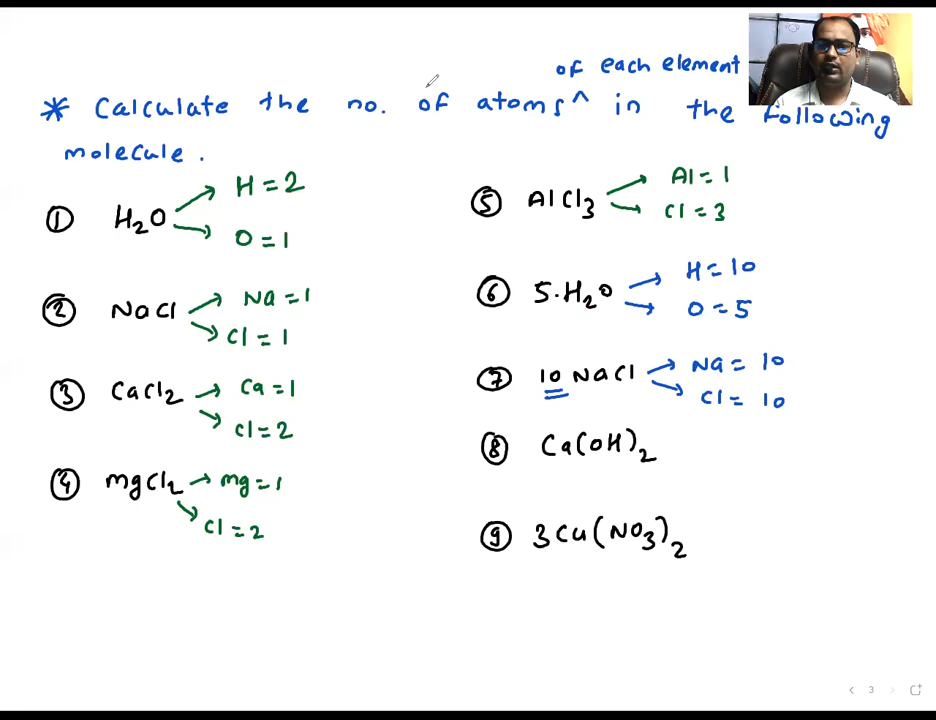 of each element
* Calculate the no. of atoms ^ in the following
molecule.
① H₂O → H = 2
→ O = 1
② NaCl → Na = 1
→ Cl = 1
③ CaCl₂ → Ca = 1
→ Cl = 2
④ mgCl₂ → mg = 1
→ Cl = 2
⑤ AlCl₃ → Al = 1
→ Cl = 3
⑥ 5·H₂O → H = 10
→ O = 5
⑦ 10 NaCl → Na = 10
→ Cl = 10
⑧ Ca(OH)₂
⑨ 3Cu(NO₃)₂
3